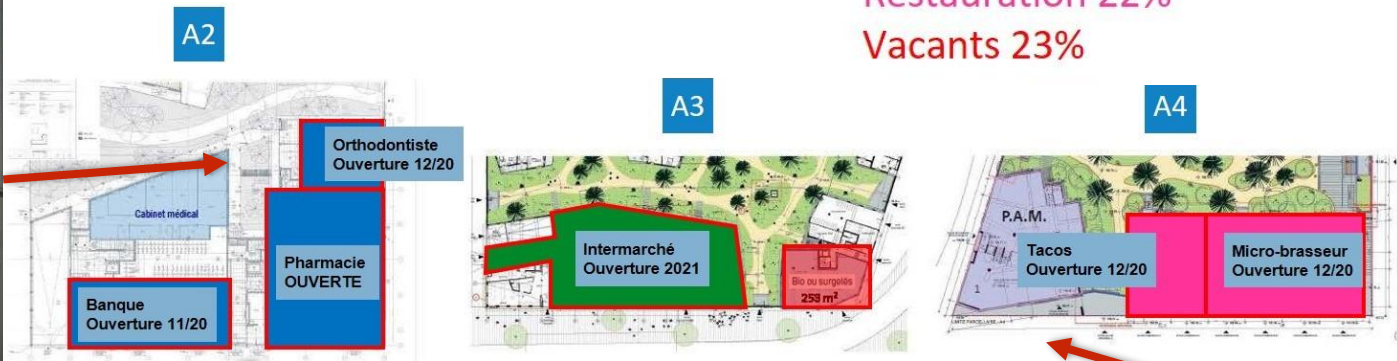 Restauration 22%
Vacants 23%
A2
Orthodontiste
Ouverture 12/20
Cabinet médical
Pharmacie
OUVERTE
Banque
Ouverture 11/20
A3
Intermarché
Ouverture 2021
Bio ou surgelés
253 m²
A4
P.A.M.
Tacos
Ouverture 12/20
Micro-brasseur
Ouverture 12/20
1